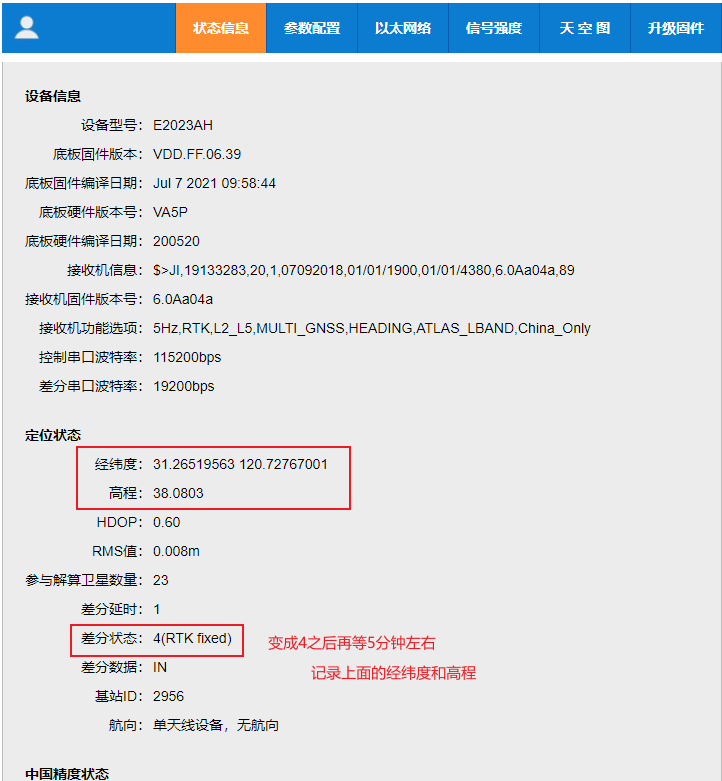 状态信息 参数配置 以太网络 信号强度 天 空 图 升级固件
设备信息
设备型号: E2023AH
底板固件版本: VDD.FF.06.39
底板固件编译日期: Jul 7 2021 09:58:44
底板硬件版本号: VA5P
底板硬件编译日期: 200520
接收机信息: $>JI,19133283,20,1,07092018,01/01/1900,01/01/4380,6.0Aa04a,89
接收机固件版本号: 6.0Aa04a
接收机功能选项: 5Hz,RTK,L2_L5,MULTI_GNSS,HEADING,ATLAS_LBAND,China_Only
控制串口波特率: 115200bps
差分串口波特率: 19200bps
定位状态
经纬度: 31.26519563 120.72767001
高程: 38.0803
HDOP: 0.60
RMS值: 0.008m
参与解算卫星数量: 23
差分延时: 1
差分状态: 4(RTK fixed) 变成4之后再等5分钟左右
差分数据: IN 记录上面的经纬度和高程
基站ID: 2956
航向: 单天线设备，无航向
中国精度状态